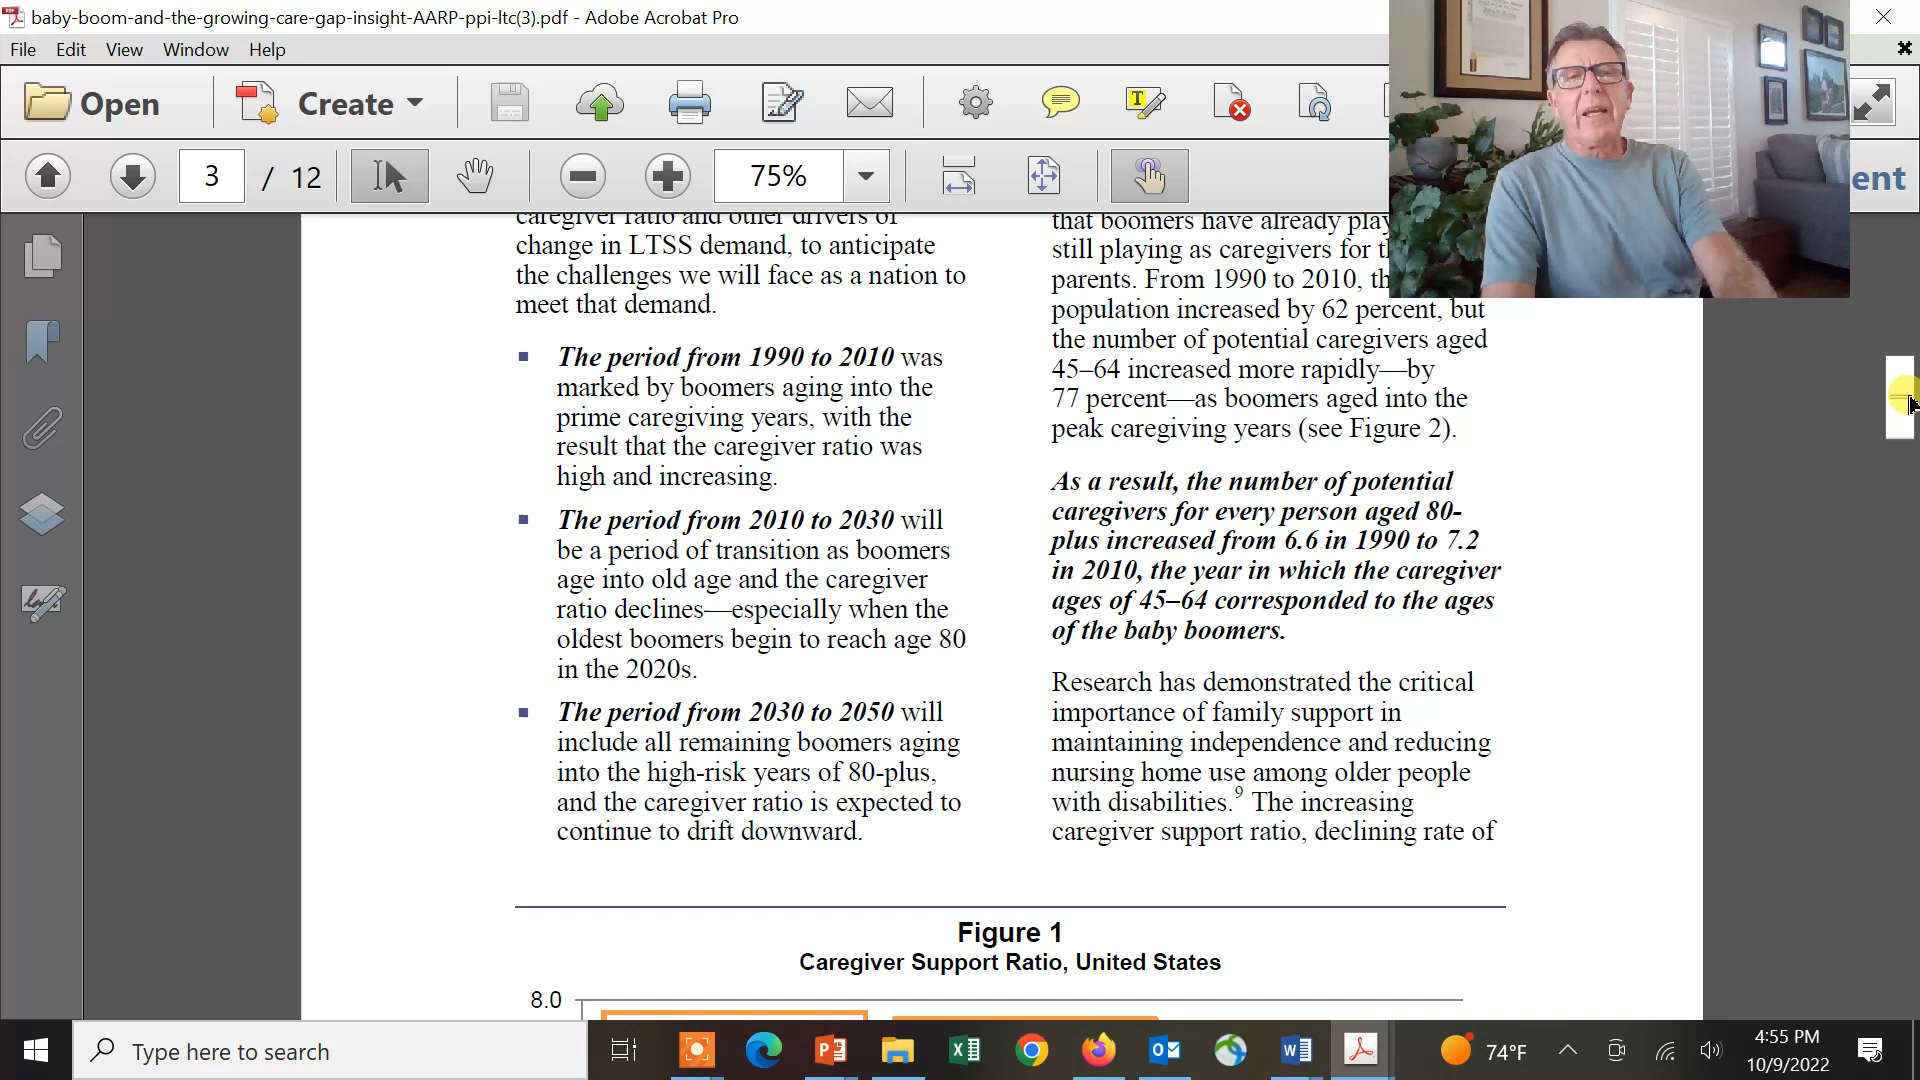 baby-boom-and-the-growing-care-gap-insight-AARP-ppi-ltc(3).pdf - Adobe Acrobat Pro
File Edit View Window Help
Open Create
3 / 12 75%
ent
caregiver ratio and other drivers of
change in LTSS demand, to anticipate
the challenges we will face as a nation to
meet that demand.
■ The period from 1990 to 2010 was
marked by boomers aging into the
prime caregiving years, with the
result that the caregiver ratio was
high and increasing.
■ The period from 2010 to 2030 will
be a period of transition as boomers
age into old age and the caregiver
ratio declines—especially when the
oldest boomers begin to reach age 80
in the 2020s.
■ The period from 2030 to 2050 will
include all remaining boomers aging
into the high-risk years of 80-plus,
and the caregiver ratio is expected to
continue to drift downward.
that boomers have already play
still playing as caregivers for t
parents. From 1990 to 2010, th
population increased by 62 percent, but
the number of potential caregivers aged
45–64 increased more rapidly—by
77 percent—as boomers aged into the
peak caregiving years (see Figure 2).
As a result, the number of potential
caregivers for every person aged 80-
plus increased from 6.6 in 1990 to 7.2
in 2010, the year in which the caregiver
ages of 45–64 corresponded to the ages
of the baby boomers.
Research has demonstrated the critical
importance of family support in
maintaining independence and reducing
nursing home use among older people
with disabilities.9 The increasing
caregiver support ratio, declining rate of
Figure 1
Caregiver Support Ratio, United States
8.0
Type here to search
74°F
4:55 PM
10/9/2022